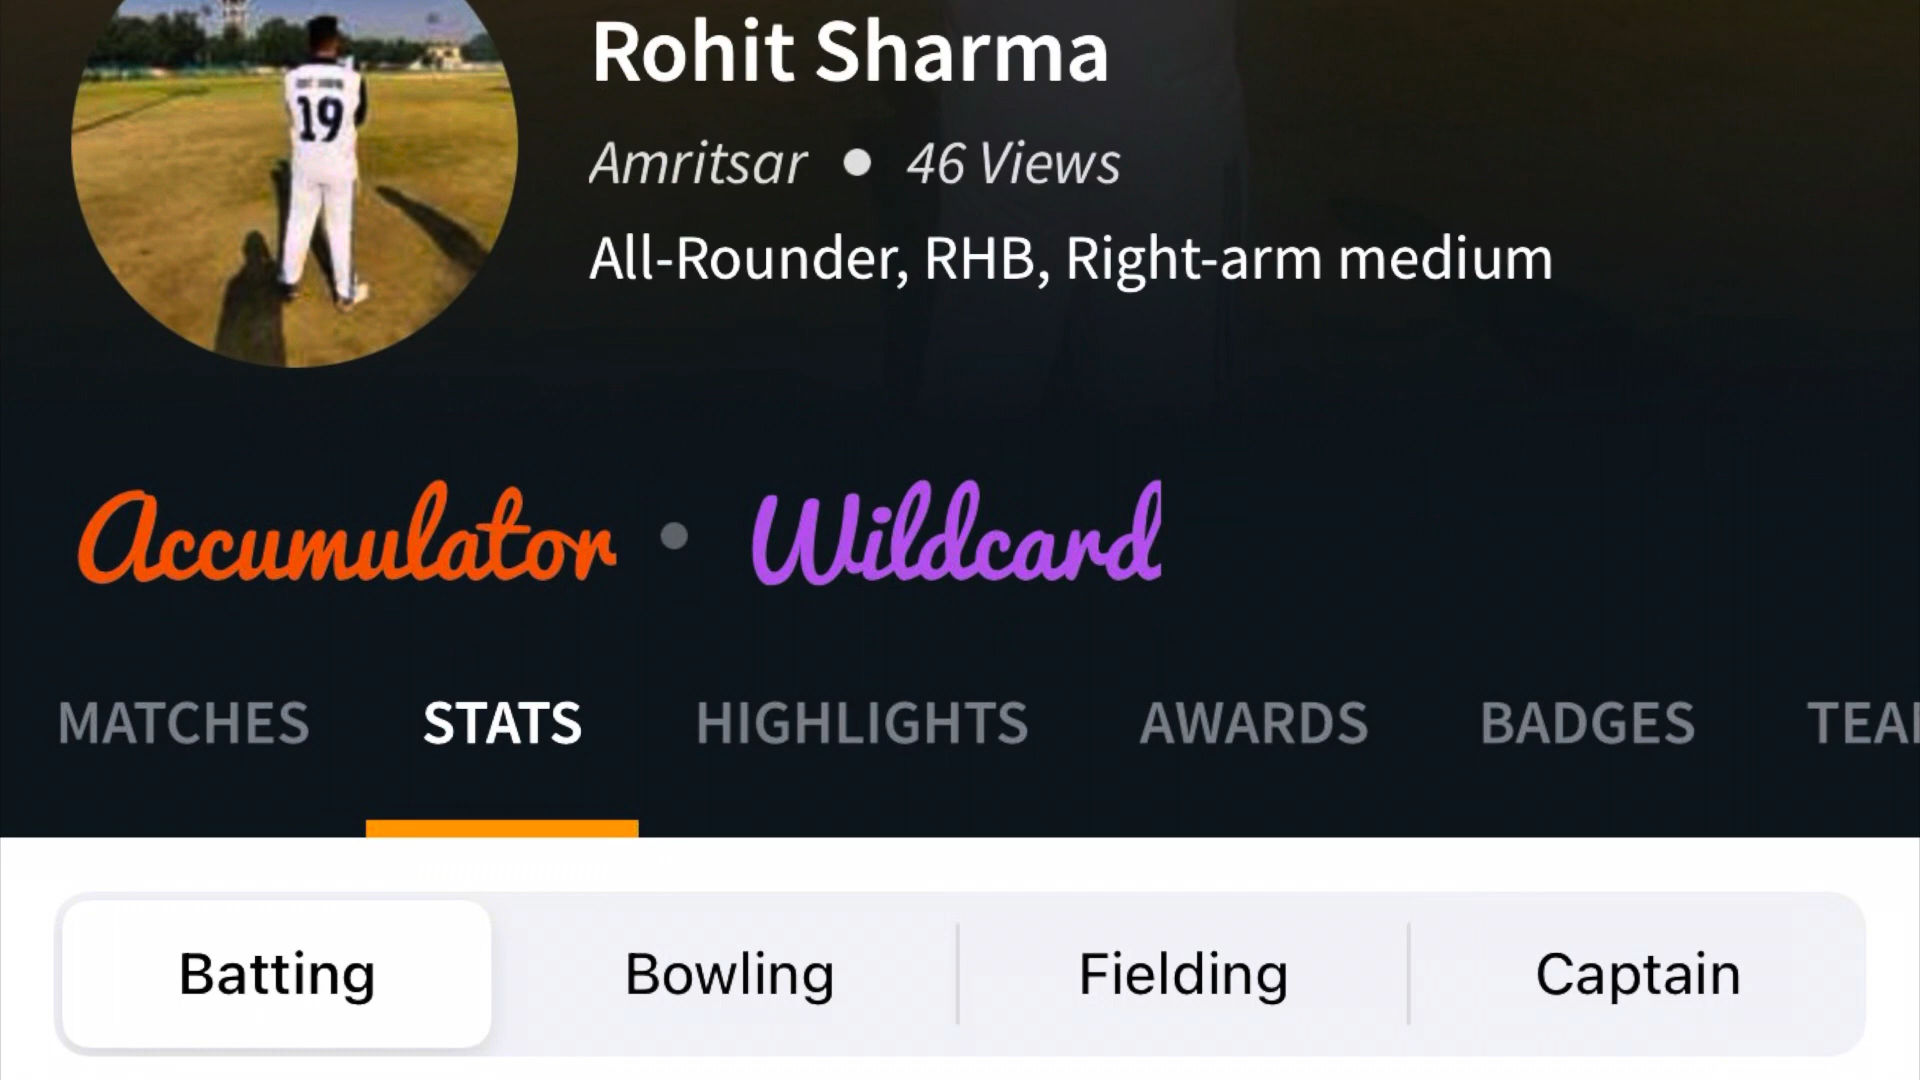 Rohit Sharma
19
Amritsar • 46 Views
All-Rounder, RHB, Right-arm medium
Accumulator • Wildcard
MATCHES STATS HIGHLIGHTS AWARDS BADGES
Batting Bowling Fielding Captain